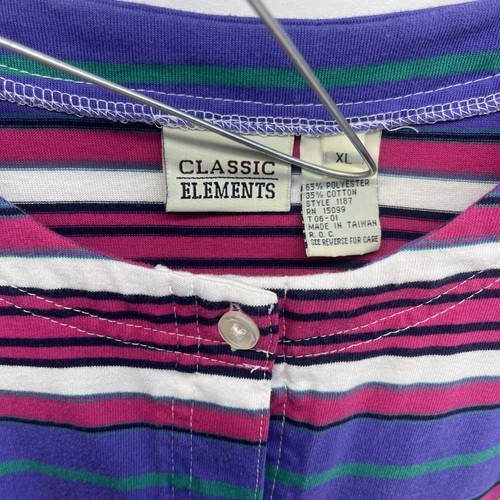 CLASSIC
ELEMENTS
XL
65% POLYESTER
35% COTTON
STYLE 1187
RN 15099
T 06-01
MADE IN TAIWAN
R.O.C.
SEE REVERSE FOR CARE